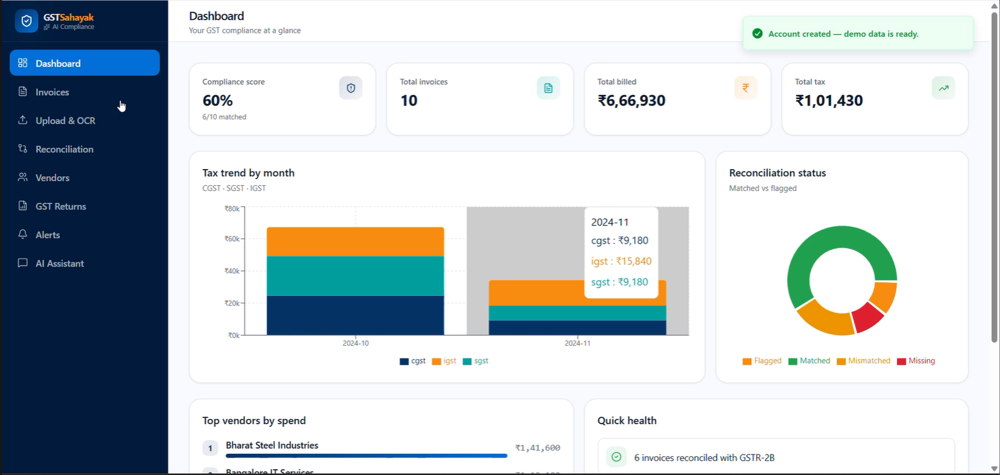 GSTSahayak
AI Compliance
Dashboard
Invoices
Upload & OCR
Reconciliation
Vendors
GST Returns
Alerts
AI Assistant
Dashboard
Your GST compliance at a glance
Account created — demo data is ready.
Compliance score
60%
6/10 matched
Total invoices
10
Total billed
₹6,66,930
Total tax
₹1,01,430
Tax trend by month
CGST · SGST · IGST
₹80k
₹60k
₹40k
₹20k
₹0k
2024-10
2024-11
2024-11
cgst : ₹9,180
igst : ₹15,840
sgst : ₹9,180
cgst igst sgst
Reconciliation status
Matched vs flagged
Flagged Matched Mismatched Missing
Top vendors by spend
1 Bharat Steel Industries ₹1,41,600
Bangalore IT Services
Quick health
6 invoices reconciled with GSTR-2B